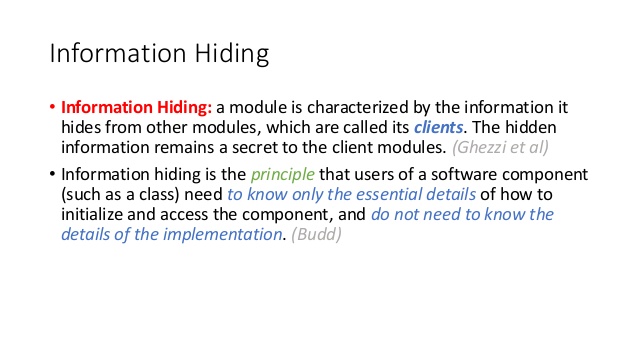 Information Hiding
• Information Hiding: a module is characterized by the information it
hides from other modules, which are called its clients. The hidden
information remains a secret to the client modules. (Ghezzi et al)
• Information hiding is the principle that users of a software component
(such as a class) need to know only the essential details of how to
initialize and access the component, and do not need to know the
details of the implementation. (Budd)